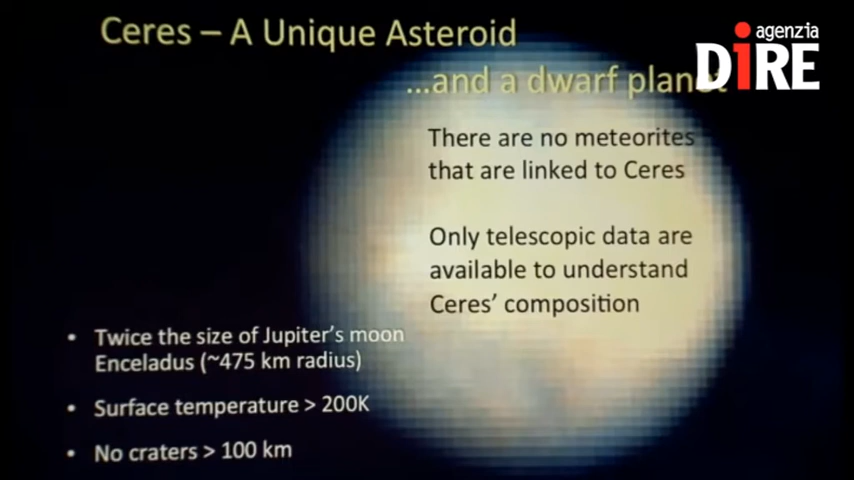 Ceres – A Unique Asteroid
agenzia
DiRE
...and a dwarf planet
There are no meteorites
that are linked to Ceres
Only telescopic data are
available to understand
Ceres’ composition
• Twice the size of Jupiter’s moon
Enceladus (~475 km radius)
• Surface temperature > 200K
• No craters > 100 km